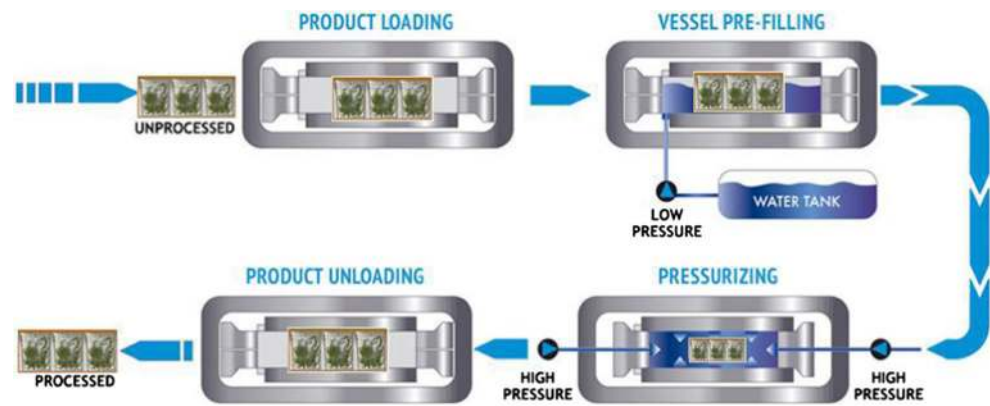 PRODUCT LOADING
VESSEL PRE-FILLING
UNPROCESSED
WATER TANK
LOW
PRESSURE
PRODUCT UNLOADING
PRESSURIZING
PROCESSED
HIGH
PRESSURE
HIGH
PRESSURE